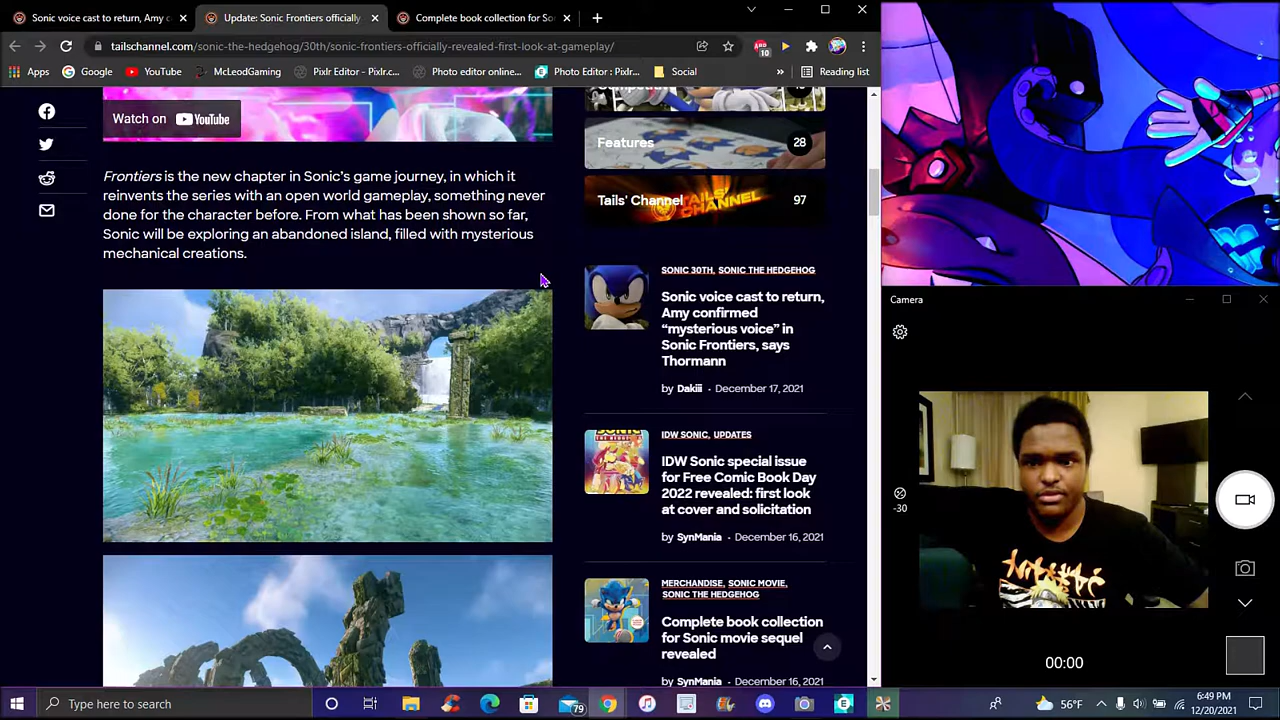 Sonic voice cast to return, Amy c
Update: Sonic Frontiers officially
Complete book collection for So
tailschannel.com/sonic-the-hedgehog/30th/sonic-frontiers-officially-revealed-first-look-at-gameplay/
10
Apps
Google
YouTube
McLeodGaming
Pixlr Editor - Pixlr.c...
Photo editor online...
Photo Editor : Pixlr...
Social
»
Reading list
Watch on YouTube
Frontiers is the new chapter in Sonic's game journey, in which it
reinvents the series with an open world gameplay, something never
done for the character before. From what has been shown so far,
Sonic will be exploring an abandoned island, filled with mysterious
mechanical creations.
Features
28
Tails' Channel
97
SONIC 30TH, SONIC THE HEDGEHOG
Sonic voice cast to return,
Amy confirmed
“mysterious voice” in
Sonic Frontiers, says
Thormann
by Dakiii · December 17, 2021
IDW SONIC, UPDATES
IDW Sonic special issue
for Free Comic Book Day
2022 revealed: first look
at cover and solicitation
by SynMania · December 16, 2021
MERCHANDISE, SONIC MOVIE,
SONIC THE HEDGEHOG
Complete book collection
for Sonic movie sequel
revealed
by SynMania · December 16, 2021
Camera
-30
00:00
Type here to search
79
56°F
6:49 PM
12/20/2021